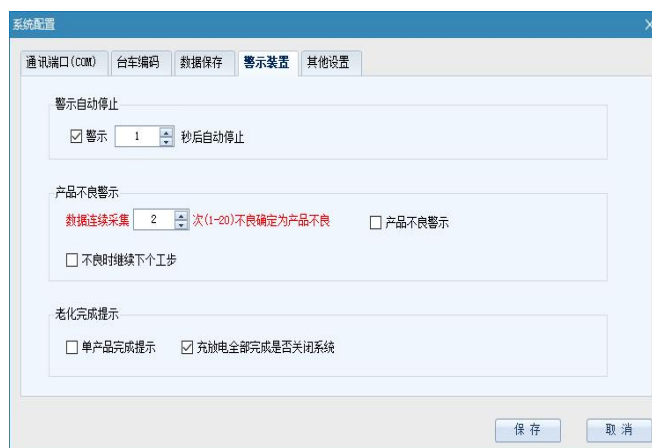 系统配置
通讯端口(COM) 台车编码 数据保存 警示装置 其他设置
警示自动停止
警示 1 秒后自动停止
产品不良警示
数据连续采集 2 次(1-20)不良确定为产品不良 产品不良警示
不良时继续下个工步
老化完成提示
单产品完成提示 充放电全部完成是否关闭系统
保存 取消